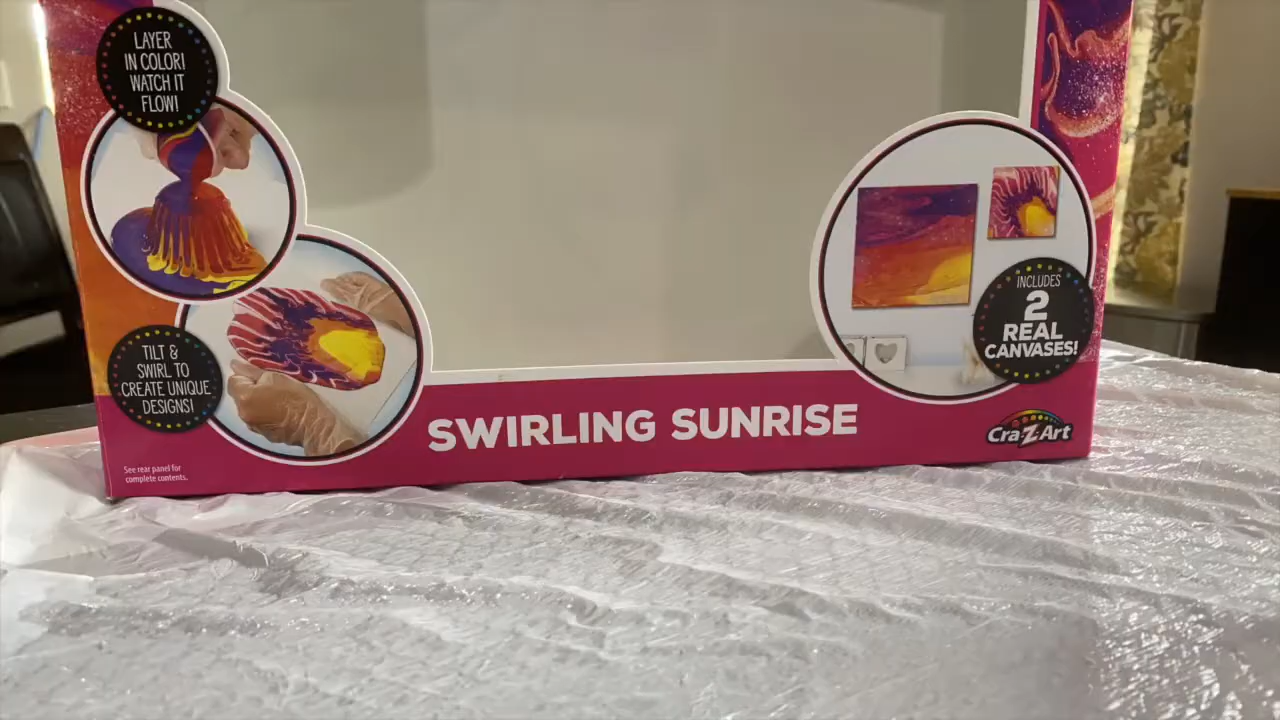 LAYER
IN COLOR!
WATCH IT
FLOW!
TILT &
SWIRL TO
CREATE UNIQUE
DESIGNS!
INCLUDES
2
REAL
CANVASES!
SWIRLING SUNRISE
Cra-Z-Art
See rear panel for
complete contents.